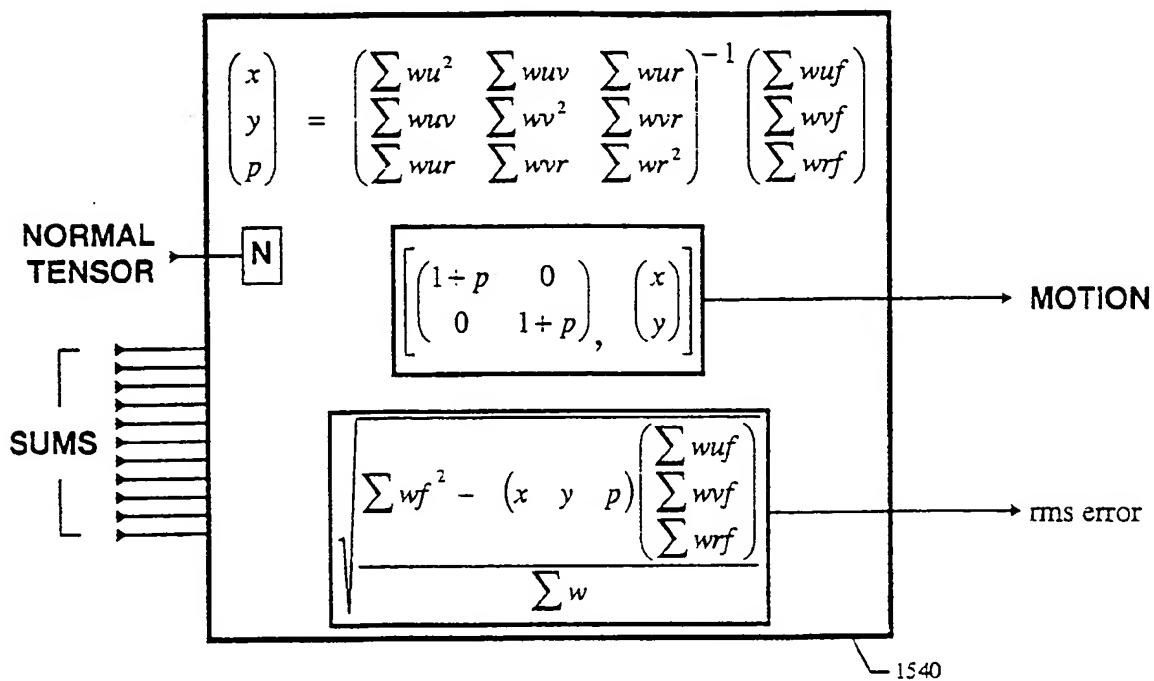 (x y p) = (∑ wu² ∑ wuv ∑ wur
∑ wuv ∑ wv² ∑ wvr
∑ wur ∑ wvr ∑ wr²)⁻¹ (∑ wuf ∑ wvf ∑ wrf)
NORMAL
TENSOR
N
[(1 ÷ p 0
0 1 ÷ p), (x y)]
MOTION
SUMS
√ ∑ wf² - (x y p) (∑ wuf
∑ wvf
∑ wrf)
∑ w
rms error
1540